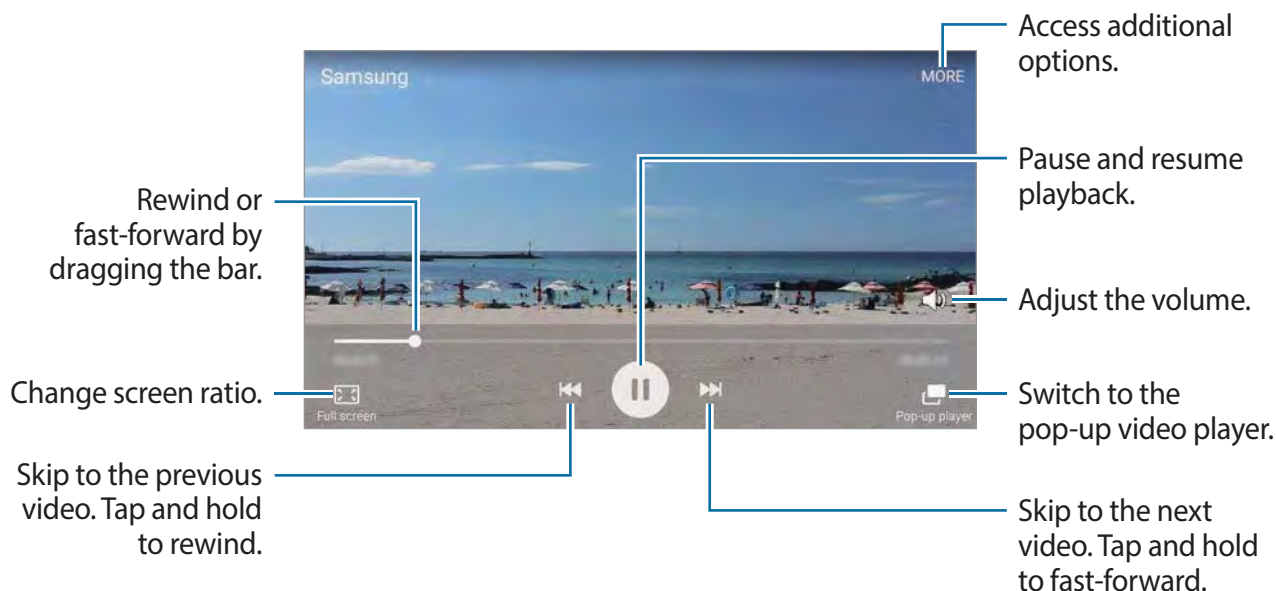 Access additional
options.
Samsung
MORE
Pause and resume
playback.
Rewind or
fast-forward by
dragging the bar.
Adjust the volume.
Change screen ratio.
Full screen
Pop-up player
Switch to the
pop-up video player.
Skip to the previous
video. Tap and hold
to rewind.
Skip to the next
video. Tap and hold
to fast-forward.